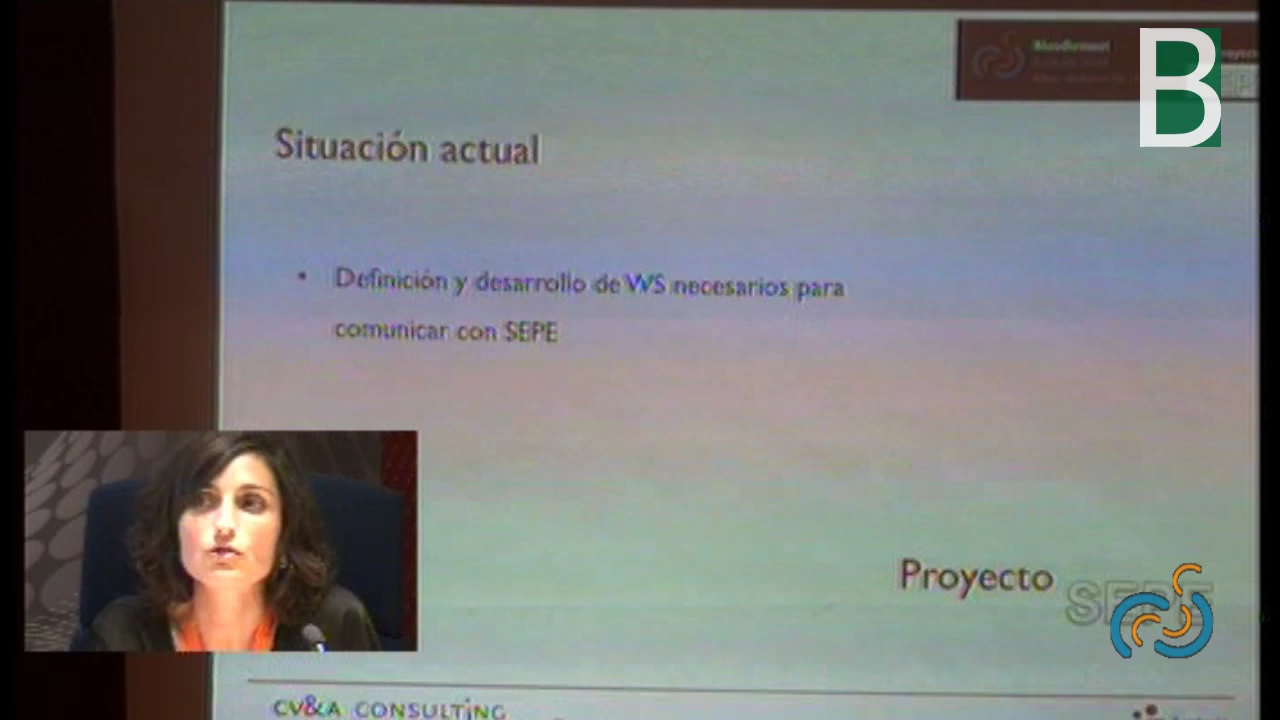 B
Situación actual
• Definición y desarrollo de WS necesarios para
comunicar con SEPE
Proyecto SEPE
CV&A CONSULTING